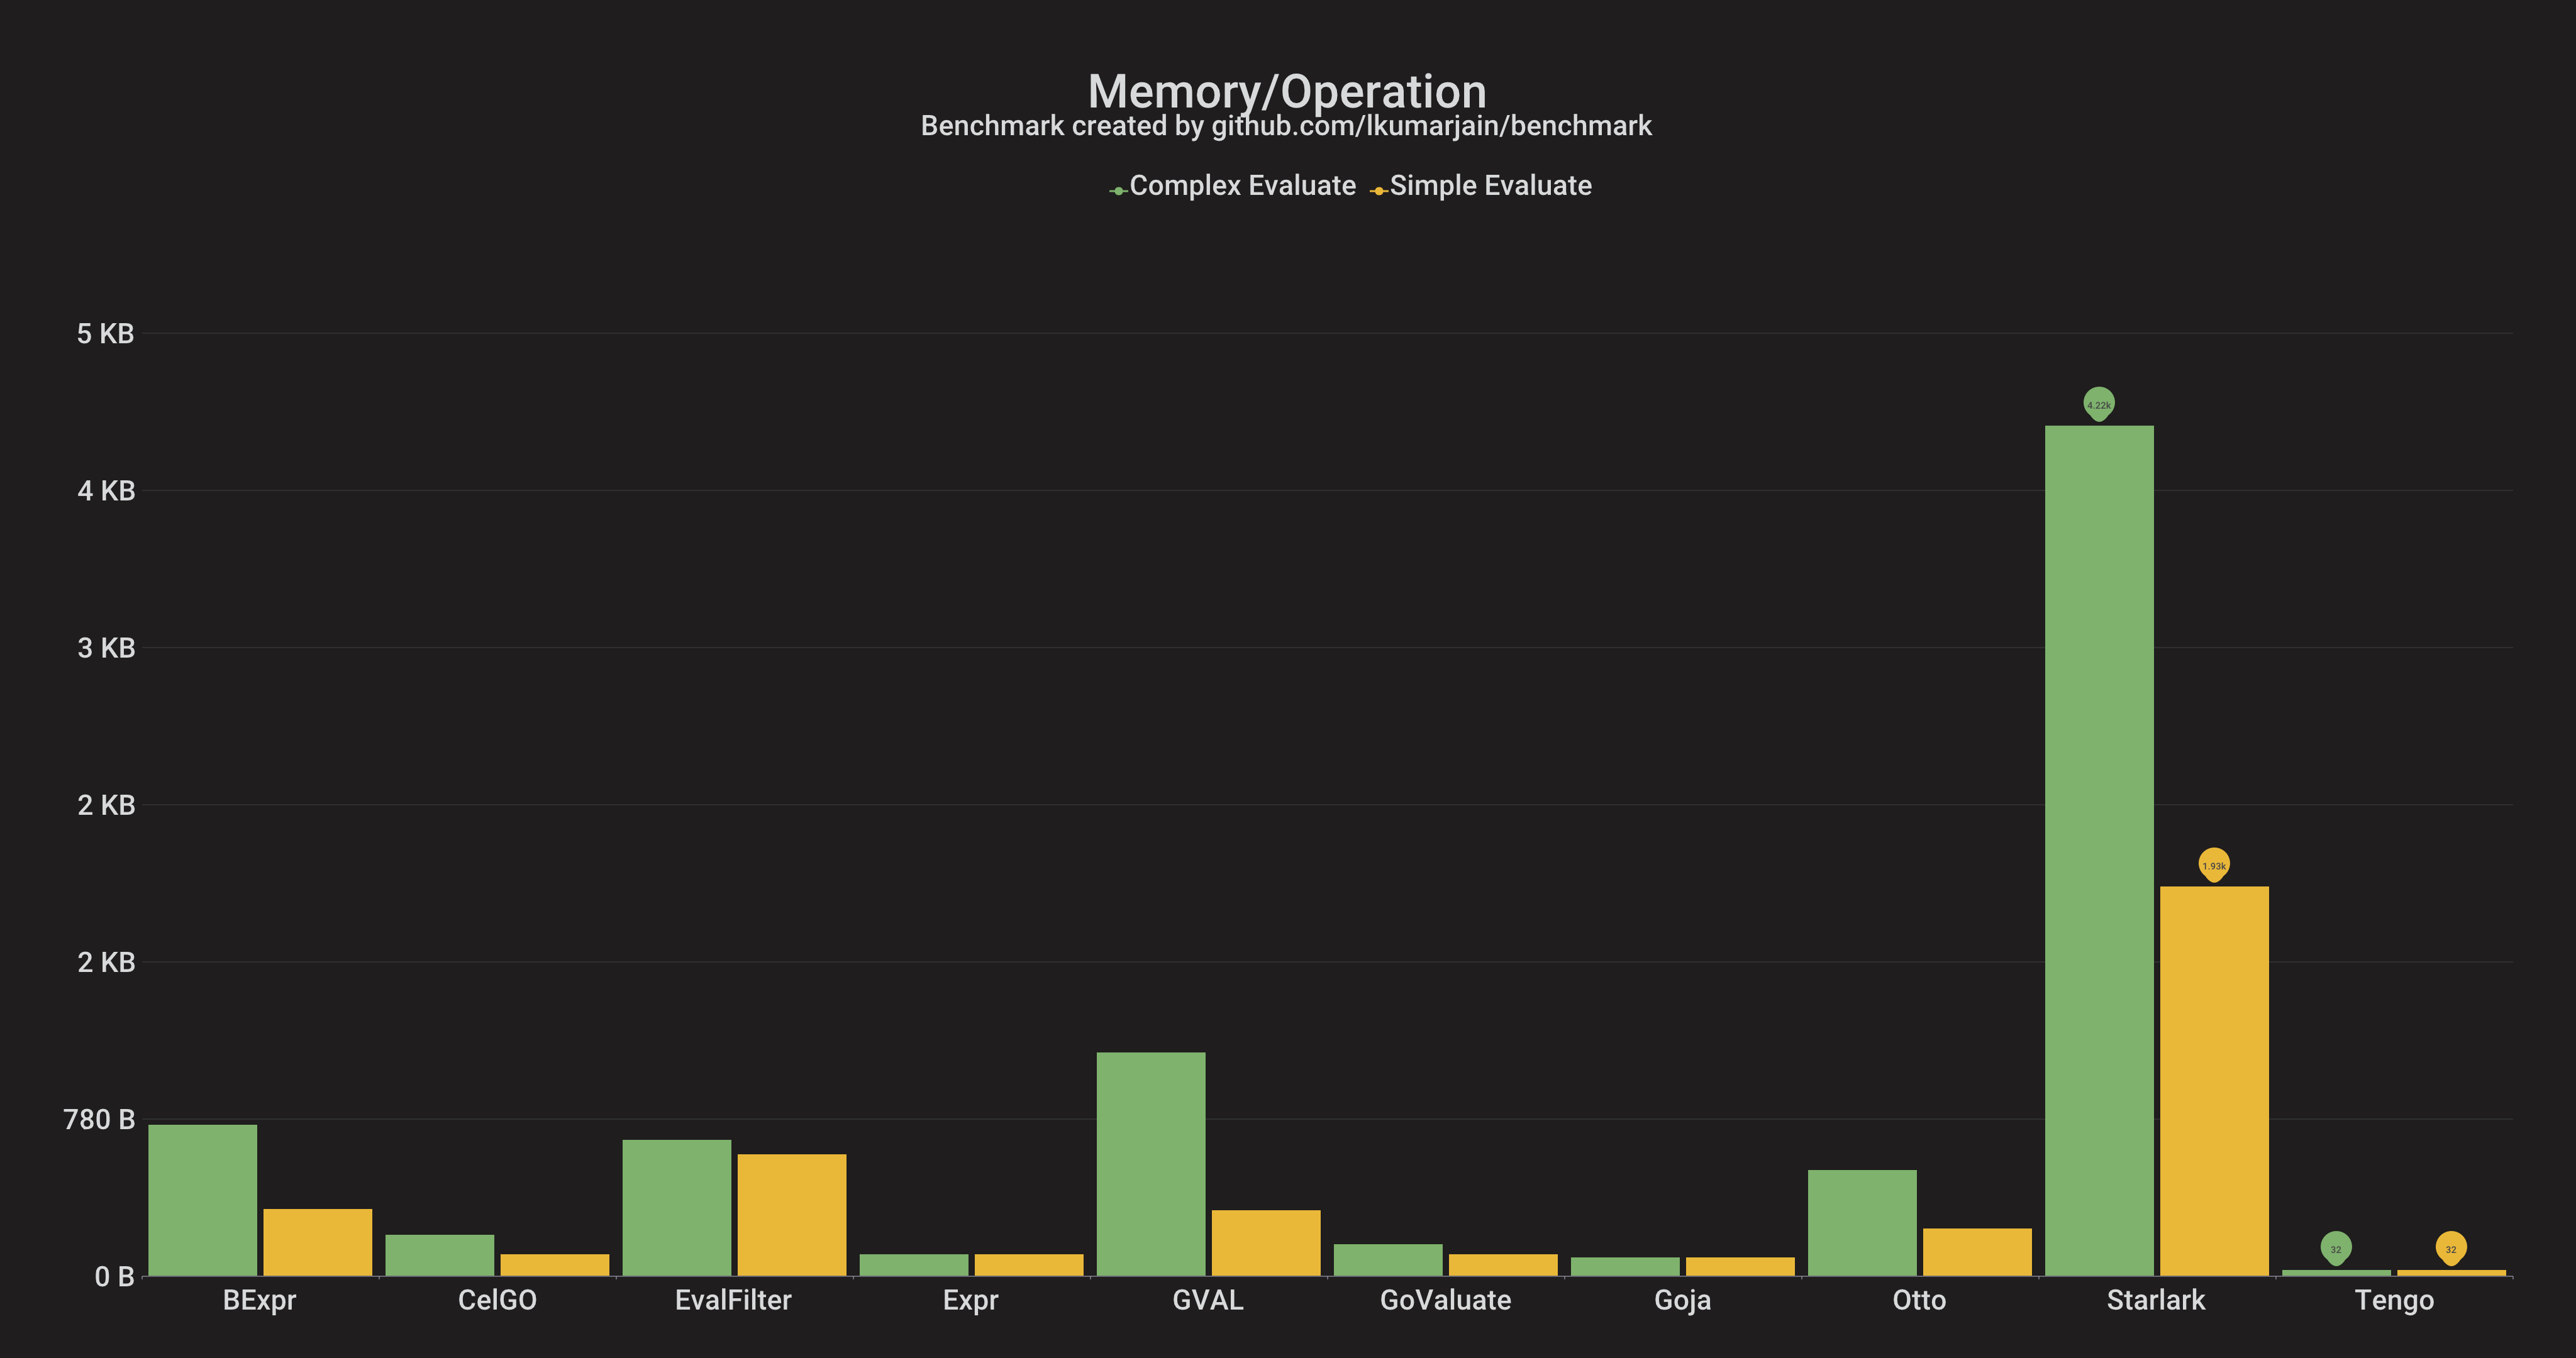 Memory/Operation
Benchmark created by github.com/lkumarjain/benchmark
Complex Evaluate Simple Evaluate
5 KB
4.22k
4 KB
3 KB
2 KB
1.93k
2 KB
780 B
32 32
0 B
BExpr CelGO EvalFilter Expr GVAL GoValuate Goja Otto Starlark Tengo